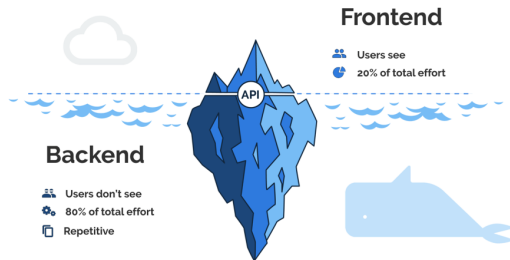 Frontend
Users see
20% of total effort
API
Backend
Users don't see
80% of total effort
Repetitive